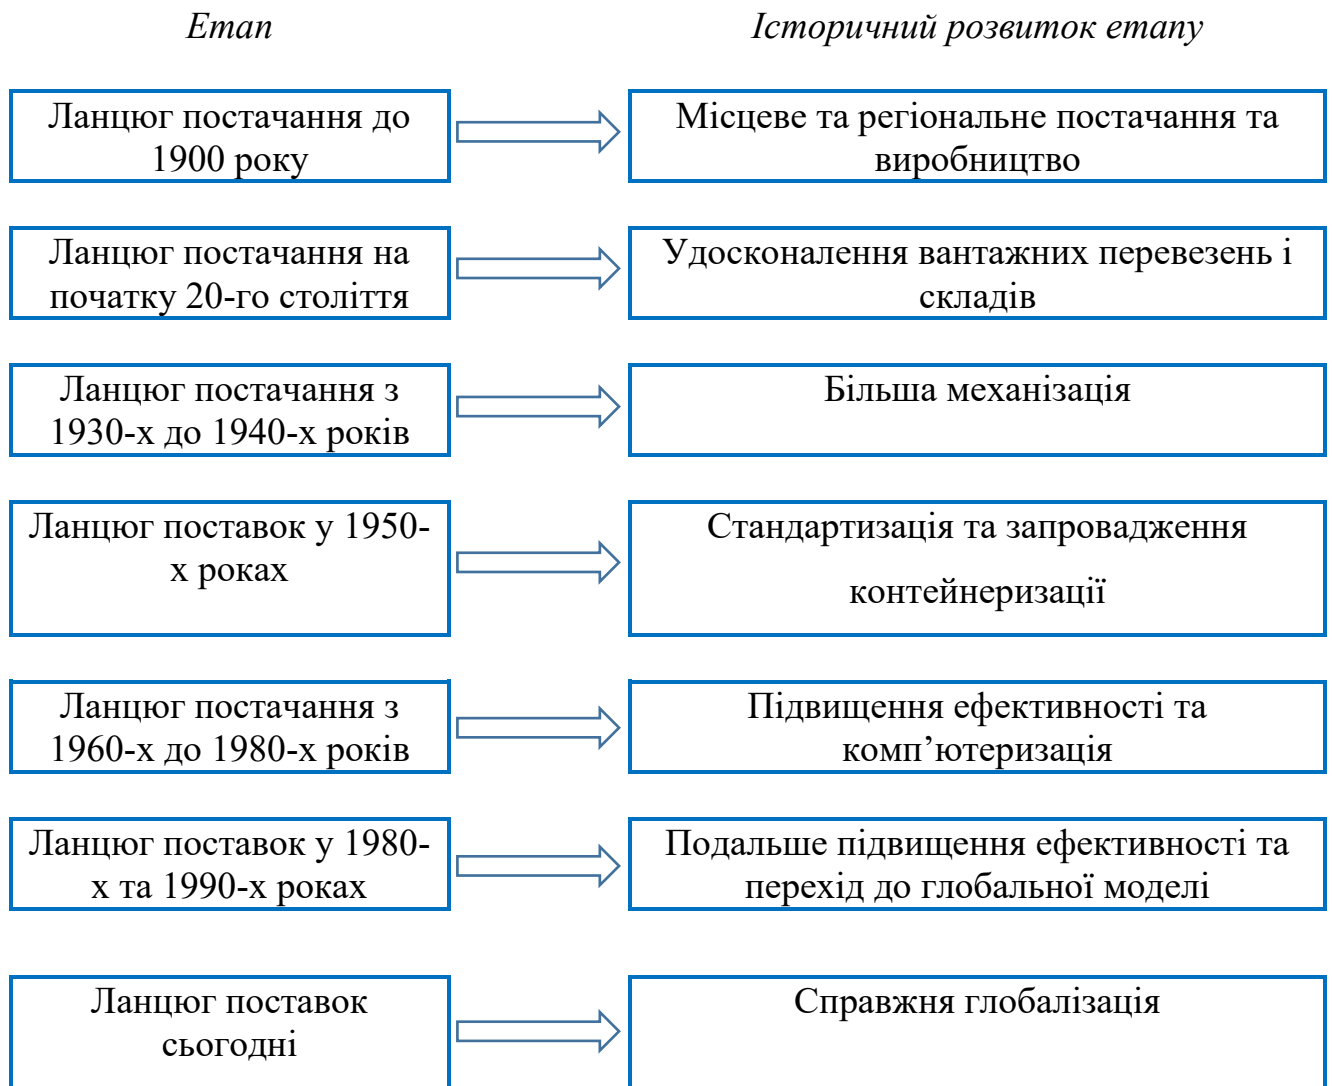 Етап
Історичний розвиток етапу
Ланцюг постачання до
1900 року
Місцеве та регіональне постачання та
виробництво
Ланцюг постачання на
початку 20-го століття
Удосконалення вантажних перевезень і
складів
Ланцюг постачання з
1930-х до 1940-х років
Більша механізація
Ланцюг поставок у 1950-
х роках
Стандартизація та запровадження
контейнеризації
Ланцюг постачання з
1960-х до 1980-х років
Підвищення ефективності та
комп’ютеризація
Ланцюг поставок у 1980-
х та 1990-х роках
Подальше підвищення ефективності та
перехід до глобальної моделі
Ланцюг поставок
сьогодні
Справжня глобалізація